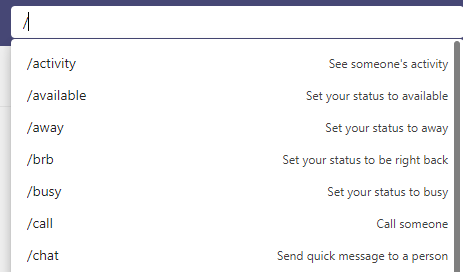 /
/activity See someone's activity
/available Set your status to available
/away Set your status to away
/brb Set your status to be right back
/busy Set your status to busy
/call Call someone
/chat Send quick message to a person